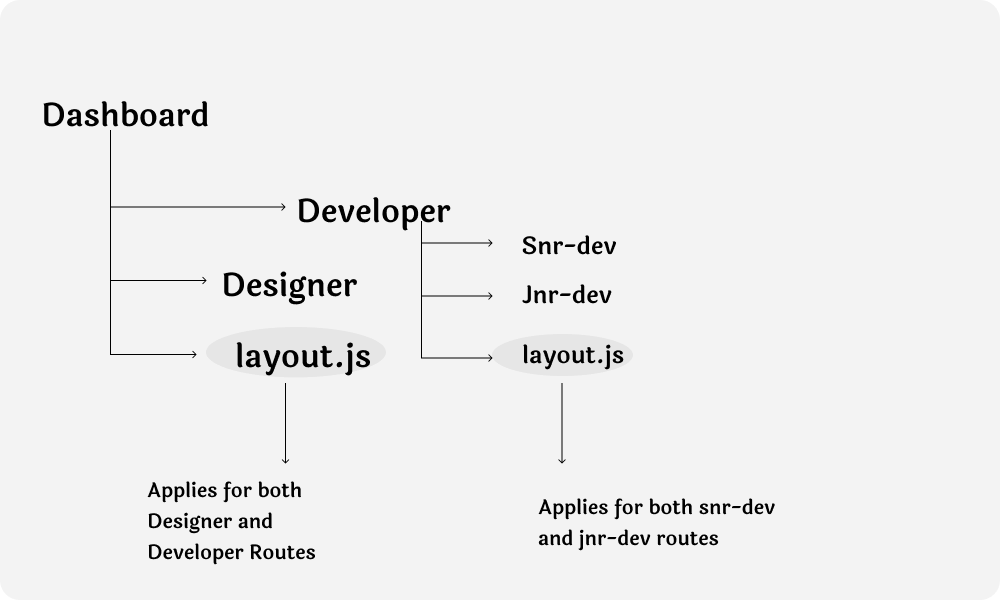 Dashboard
Developer
Snr-dev
Designer
Jnr-dev
layout.js
layout.js
Applies for both
Designer and
Developer Routes
Applies for both snr-dev
and jnr-dev routes